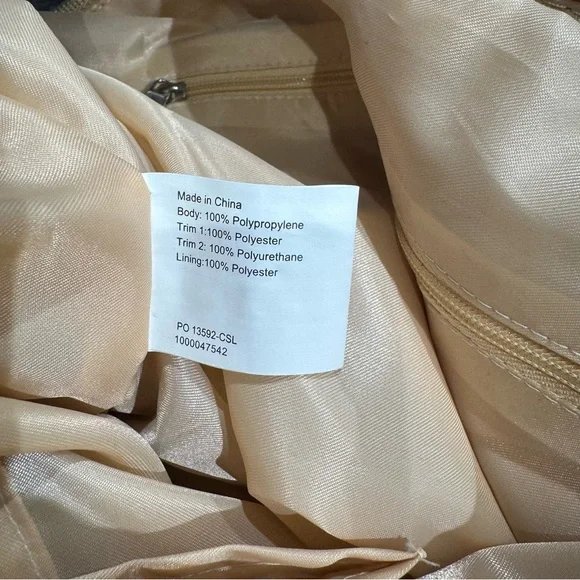 Made in China
Body: 100% Polypropylene
Trim 1:100% Polyester
Trim 2: 100% Polyurethane
Lining:100% Polyester
PO 13592-CSL
1000047542